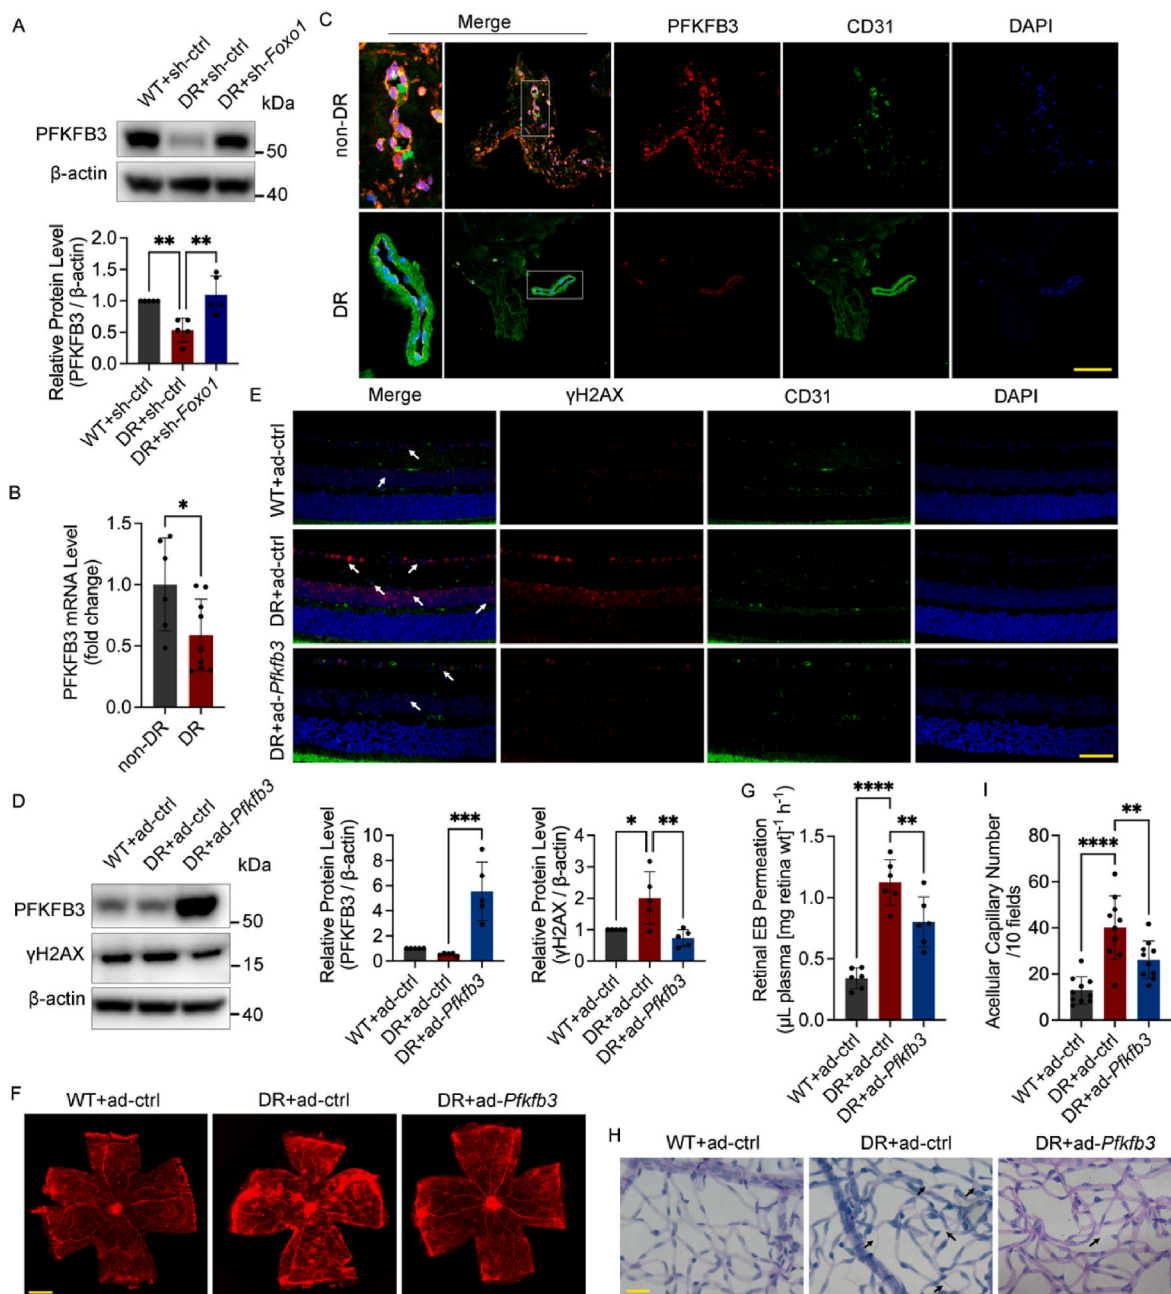 A
WT+sh-ctrl
DR+sh-ctrl
DR+sh-Foxo1
kDa
PFKFB3
50
β-actin
40
Relative Protein Level
(PFKFB3 / β-actin)
2.0
1.5
1.0
0.5
0.0
**
**
WT+sh-ctrl
DR+sh-ctrl
DR+sh-Foxo1
B
PFKFB3 mRNA Level
(fold change)
1.5
1.0
0.5
0.0
*
non-DR
DR
C
Merge
PFKFB3
CD31
DAPI
non-DR
DR
E
Merge
γH2AX
CD31
DAPI
WT+ad-ctrl
DR+ad-ctrl
DR+ad-Pfkfb3
D
WT+ad-ctrl
DR+ad-ctrl
DR+ad-Pfkfb3
kDa
PFKFB3
50
γH2AX
15
β-actin
40
Relative Protein Level
(PFKFB3 / β-actin)
10
8
6
4
2
0
***
WT+ad-ctrl
DR+ad-ctrl
DR+ad-Pfkfb3
Relative Protein Level
(γH2AX / β-actin)
4
3
2
1
0
*
**
WT+ad-ctrl
DR+ad-ctrl
DR+ad-Pfkfb3
G
Retinal EB Permeation
(μL plasma [mg retina wt]⁻¹ h⁻¹)
1.5
1.0
0.5
0.0
****
**
WT+ad-ctrl
DR+ad-ctrl
DR+ad-Pfkfb3
I
Acellular Capillary Number
/10 fields
80
60
40
20
0
****
**
WT+ad-ctrl
DR+ad-ctrl
DR+ad-Pfkfb3
F
WT+ad-ctrl
DR+ad-ctrl
DR+ad-Pfkfb3
H
WT+ad-ctrl
DR+ad-ctrl
DR+ad-Pfkfb3